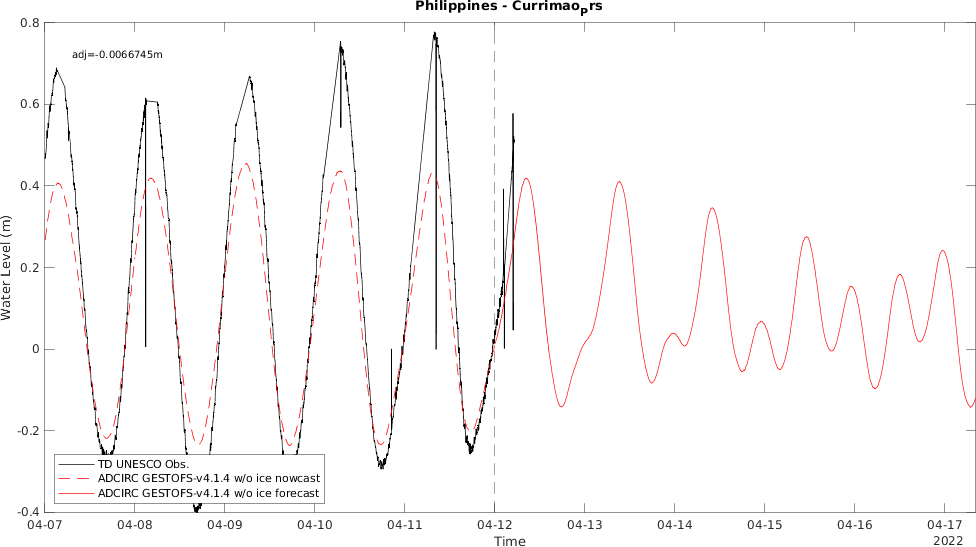 Philippines - Currimaoprs
adj=-0.0066745m
Water Level (m)
0.8
0.6
0.4
0.2
0
-0.2
-0.4
TD UNESCO Obs.
ADCIRC GESTOFS-v4.1.4 w/o ice nowcast
ADCIRC GESTOFS-v4.1.4 w/o ice forecast
04-07 04-08 04-09 04-10 04-11 04-12 04-13 04-14 04-15 04-16 04-17
Time 2022